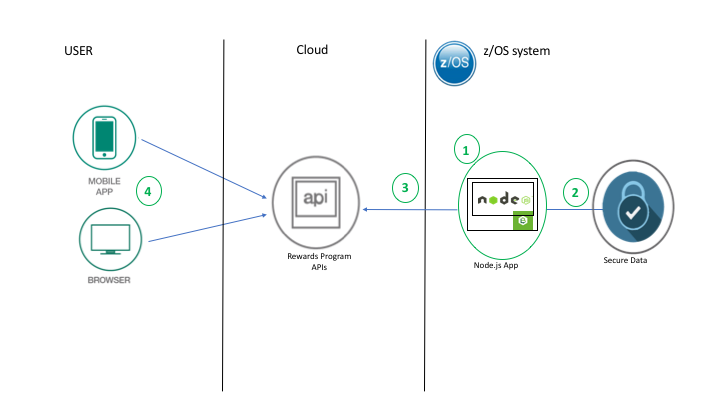 USER
Cloud
z/OS system
z/OS
1
MOBILE
APP
4
api
3
node
JS
2
BROWSER
Rewards Program
APIs
Node.js App
Secure Data